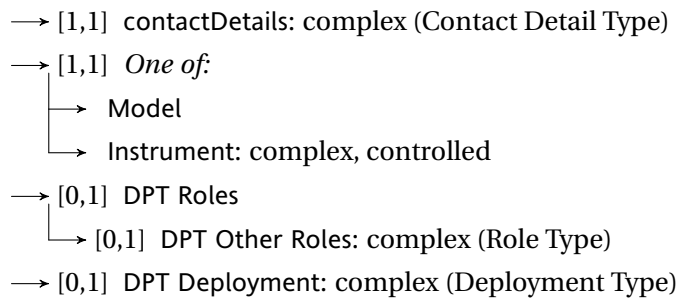 [1,1] contactDetails: complex (Contact Detail Type)
[1,1] One of:
Model
Instrument: complex, controlled
[0,1] DPT Roles
[0,1] DPT Other Roles: complex (Role Type)
[0,1] DPT Deployment: complex (Deployment Type)